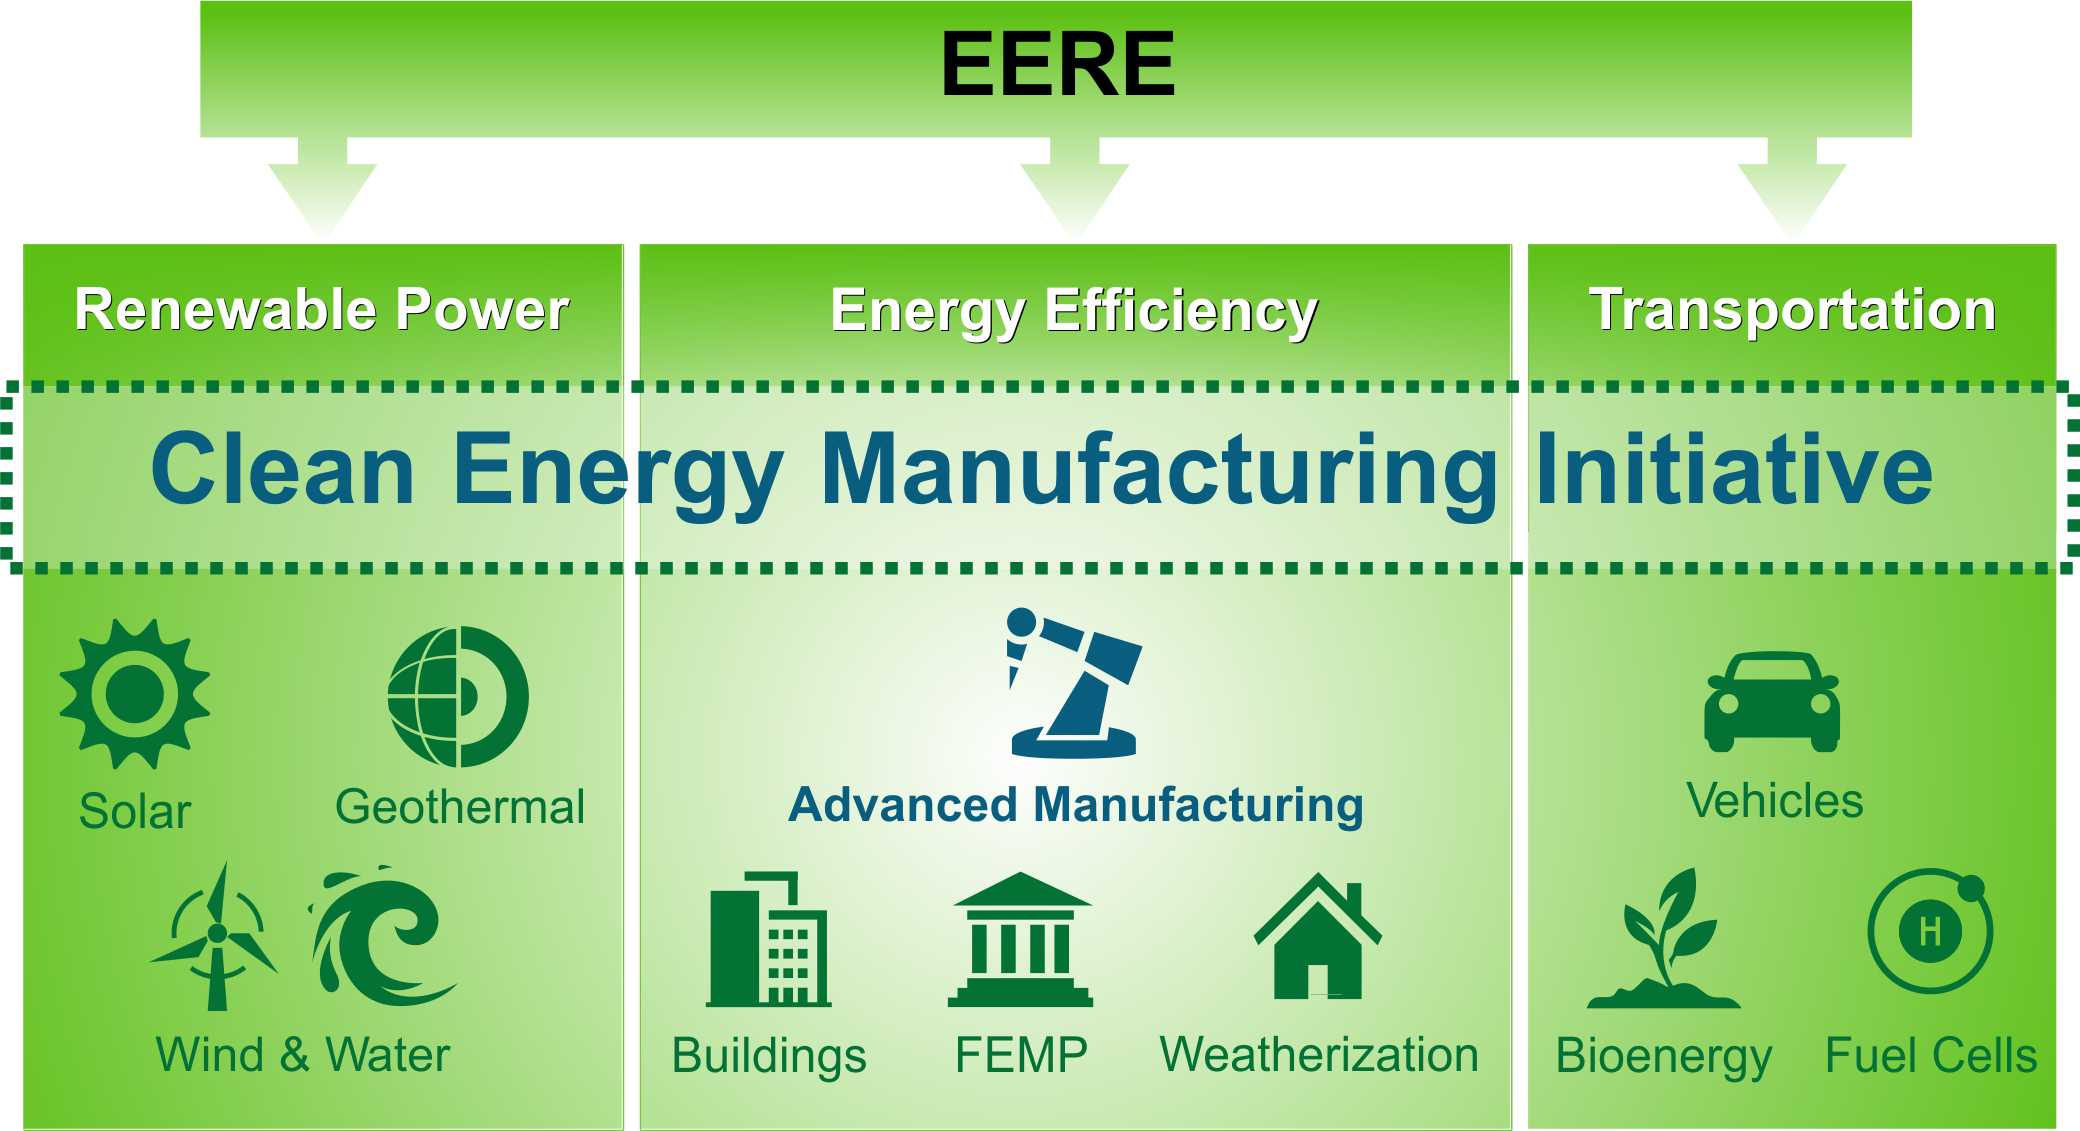 EERE
Renewable Power
Energy Efficiency
Transportation
Clean Energy Manufacturing Initiative
Solar
Geothermal
Wind & Water
Advanced Manufacturing
Buildings
FEMP
Weatherization
Vehicles
Bioenergy
H
Fuel Cells